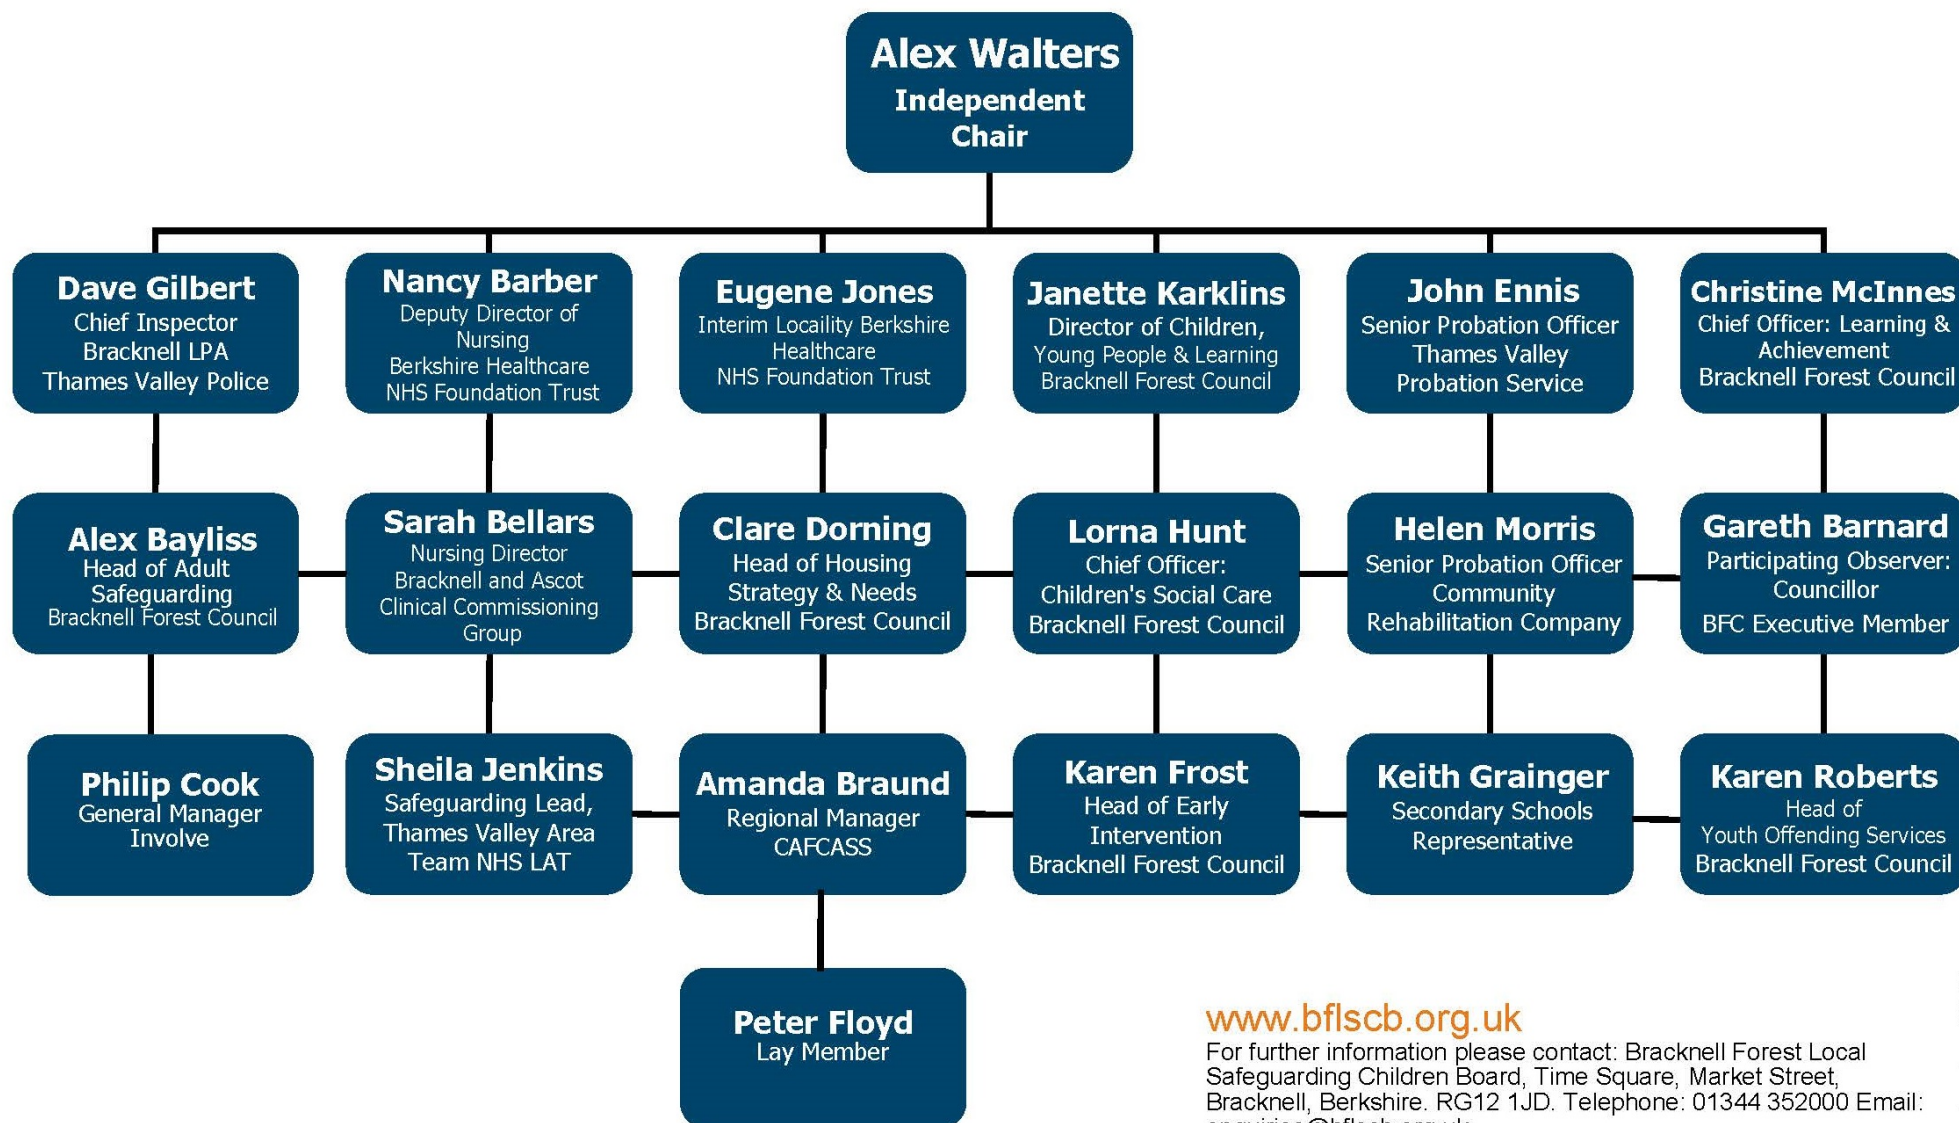 Alex Walters
Independent
Chair
Dave Gilbert
Chief Inspector
Bracknell LPA
Thames Valley Police
Nancy Barber
Deputy Director of
Nursing
Berkshire Healthcare
NHS Foundation Trust
Eugene Jones
Interim Locaility Berkshire
Healthcare
NHS Foundation Trust
Janette Karklins
Director of Children,
Young People & Learning
Bracknell Forest Council
John Ennis
Senior Probation Officer
Thames Valley
Probation Service
Christine McInnes
Chief Officer: Learning &
Achievement
Bracknell Forest Council
Alex Bayliss
Head of Adult
Safeguarding
Bracknell Forest Council
Sarah Bellars
Nursing Director
Bracknell and Ascot
Clinical Commissioning
Group
Clare Dorning
Head of Housing
Strategy & Needs
Bracknell Forest Council
Lorna Hunt
Chief Officer:
Children's Social Care
Bracknell Forest Council
Helen Morris
Senior Probation Officer
Community
Rehabilitation Company
Gareth Barnard
Participating Observer:
Councillor
BFC Executive Member
Philip Cook
General Manager
Involve
Sheila Jenkins
Safeguarding Lead,
Thames Valley Area
Team NHS LAT
Amanda Braund
Regional Manager
CAFCASS
Karen Frost
Head of Early
Intervention
Bracknell Forest Council
Keith Grainger
Secondary Schools
Representative
Karen Roberts
Head of
Youth Offending Services
Bracknell Forest Council
Peter Floyd
Lay Member
www.bflscb.org.uk
For further information please contact: Bracknell Forest Local
Safeguarding Children Board, Time Square, Market Street,
Bracknell, Berkshire. RG12 1JD. Telephone: 01344 352000 Email: